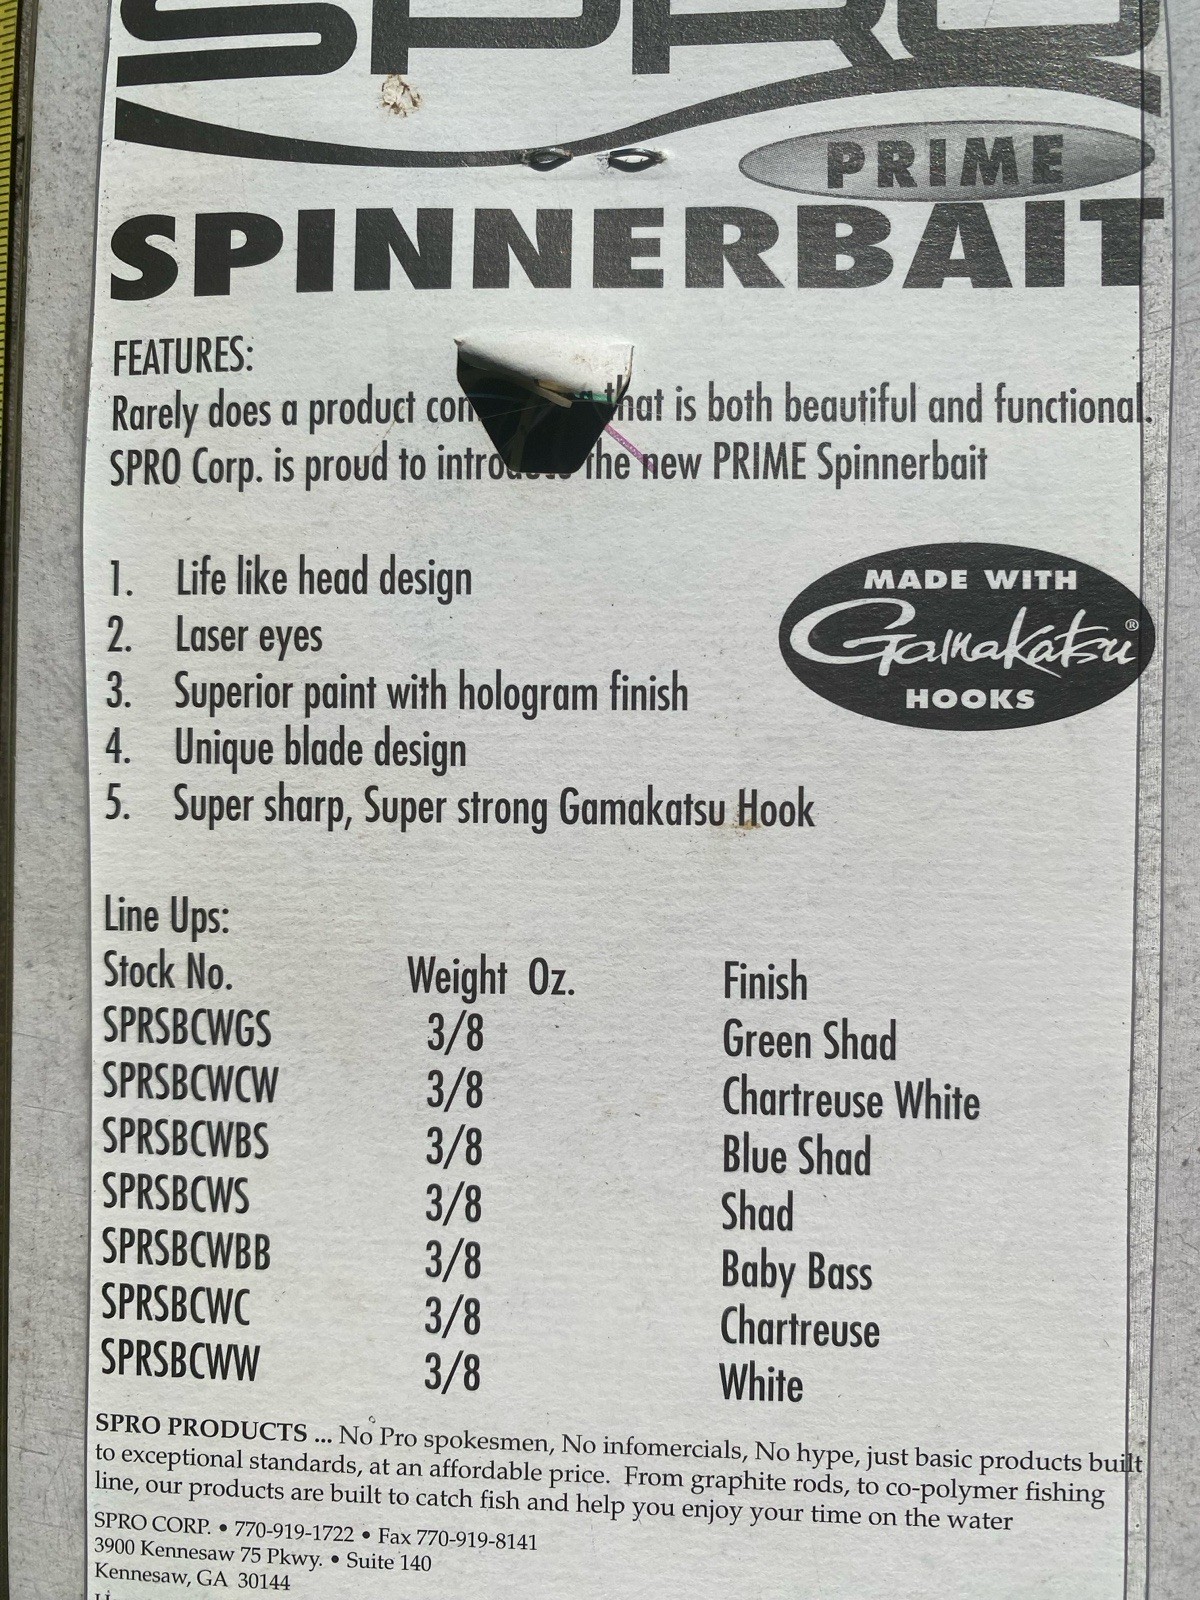 SPRO
PRIME
SPINNERBAIT
FEATURES:
Rarely does a product that is both beautiful and functional.
SPRO Corp. is proud to introduce the new PRIME Spinnerbait
MADE WITH
Gamakatsu®
HOOKS
1. Life like head design
2. Laser eyes
3. Superior paint with hologram finish
4. Unique blade design
5. Super sharp, Super strong Gamakatsu Hook
Line Ups:
Stock No. Weight Oz. Finish
SPRSBCWGS 3/8 Green Shad
SPRSBCWCW 3/8 Chartreuse White
SPRSBCWBS 3/8 Blue Shad
SPRSBCWS 3/8 Shad
SPRSBCWBB 3/8 Baby Bass
SPRSBCWC 3/8 Chartreuse
SPRSBCWW 3/8 White
SPRO PRODUCTS ... No Pro spokesmen, No infomercials, No hype, just basic products built
to exceptional standards, at an affordable price. From graphite rods, to co-polymer fishing
line, our products are built to catch fish and help you enjoy your time on the water
SPRO CORP. • 770-919-1722 • Fax 770-919-8141
3900 Kennesaw 75 Pkwy. • Suite 140
Kennesaw, GA 30144